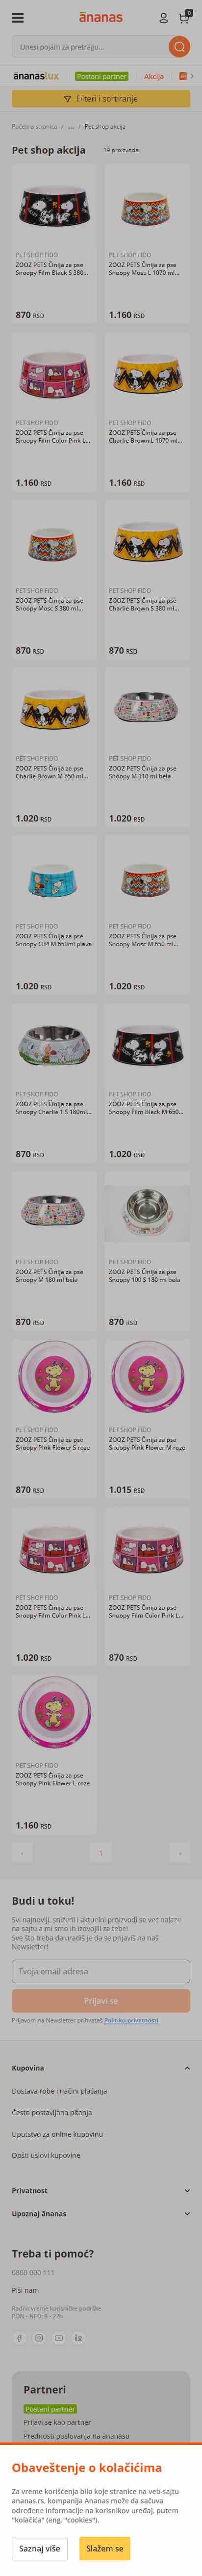 ananas
0
Unesi pojam za pretragu...
ananaslux
Postani partner
Akcija
Filteri i sortiranje
Početna stranica / ... / Pet shop akcija
Pet shop akcija
19 proizvoda
PET SHOP FIDO
ZOOZ PETS Činija za pse
Snoopy Film Black S 380...
870 RSD
PET SHOP FIDO
ZOOZ PETS Činija za pse
Snoopy Mosc L 1070 ml...
1.160 RSD
PET SHOP FIDO
ZOOZ PETS Činija za pse
Snoopy Film Color Pink L...
1.160 RSD
PET SHOP FIDO
ZOOZ PETS Činija za pse
Charlie Brown L 1070 ml...
1.160 RSD
PET SHOP FIDO
ZOOZ PETS Činija za pse
Snoopy Mosc S 380 ml...
870 RSD
PET SHOP FIDO
ZOOZ PETS Činija za pse
Charlie Brown S 380 ml...
870 RSD
PET SHOP FIDO
ZOOZ PETS Činija za pse
Charlie Brown M 650 ml...
1.020 RSD
PET SHOP FIDO
ZOOZ PETS Činija za pse
Snoopy M 310 ml bela
1.020 RSD
PET SHOP FIDO
ZOOZ PETS Činija za pse
Snoopy CB4 M 650ml plava
1.020 RSD
PET SHOP FIDO
ZOOZ PETS Činija za pse
Snoopy Mosc M 650 ml...
1.020 RSD
PET SHOP FIDO
ZOOZ PETS Činija za pse
Snoopy Charlie 1 S 180ml...
870 RSD
PET SHOP FIDO
ZOOZ PETS Činija za pse
Snoopy Film Black M 650...
1.020 RSD
PET SHOP FIDO
ZOOZ PETS Činija za pse
Snoopy M 180 ml bela
870 RSD
PET SHOP FIDO
ZOOZ PETS Činija za pse
Snoopy 100 S 180 ml bela
870 RSD
PET SHOP FIDO
ZOOZ PETS Činija za pse
Snoopy Pink Flower S roze
870 RSD
PET SHOP FIDO
ZOOZ PETS Činija za pse
Snoopy Pink Flower M roze
1.015 RSD
PET SHOP FIDO
ZOOZ PETS Činija za pse
Snoopy Film Color Pink L...
1.020 RSD
PET SHOP FIDO
ZOOZ PETS Činija za pse
Snoopy Film Color Pink L...
870 RSD
PET SHOP FIDO
ZOOZ PETS Činija za pse
Snoopy Pink Flower L roze
1.160 RSD
1
Budi u toku!
Svi najnoviji, sniženi i aktuelni proizvodi se već nalaze
na sajtu a mi smo ih izdvojili za tebe!
Sve što treba da uradiš je da se prijaviš na naš
Newsletter!
Tvoja email adresa
Prijavi se
Prijavom na Newsletter prihvataš Politiku privatnosti
Kupovina
Dostava robe i načini plaćanja
Često postavljana pitanja
Uputstvo za online kupovinu
Opšti uslovi kupovine
Privatnost
Upoznaj ānanas
Treba ti pomoć?
0800 000 111
Piši nam
Radno vreme korisničke podrške
PON - NED: 8 - 22h
Partneri
Postani partner
Prijavi se kao partner
Prednosti poslovanja na ānanasu
Obaveštenje o kolačićima
Za vreme korišćenja bilo koje stranice na veb-sajtu
ananas.rs, kompanija Ananas može da sačuva
određene informacije na korisnikov uređaj, putem
"kolačića" (eng, "cookies").
Saznaj više
Slažem se